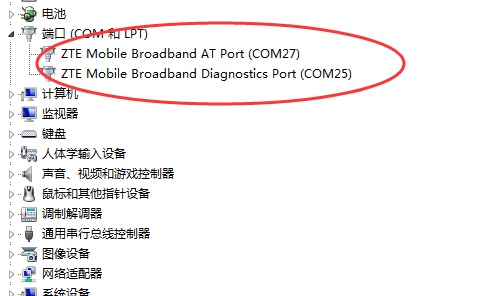 电池
端口 (COM 和 LPT)
ZTE Mobile Broadband AT Port (COM27)
ZTE Mobile Broadband Diagnostics Port (COM25)
计算机
监视器
键盘
人体学输入设备
声音、视频和游戏控制器
鼠标和其他指针设备
调制解调器
通用串行总线控制器
图像设备
网络适配器
系统设备